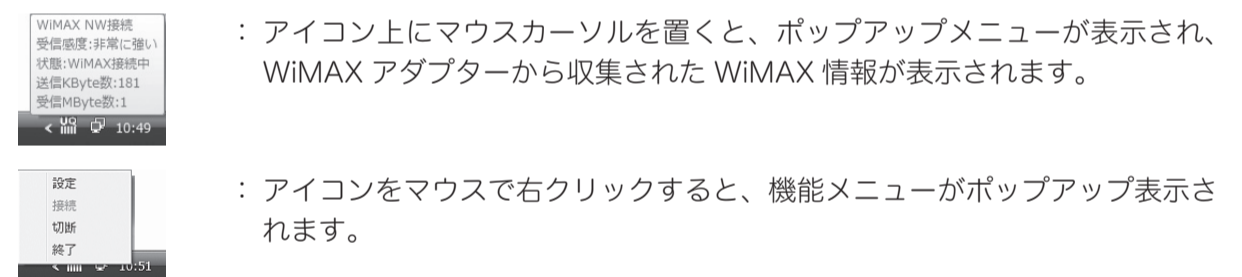 WiMAX NW接続
受信感度:非常に強い
状態:WiMAX接続中
送信KByte数:181
受信MByte数:1
< UQ 10:49
：アイコン上にマウスカーソルを置くと、ポップアップメニューが表示され、
WiMAX アダプターから収集された WiMAX 情報が表示されます。
設定
接続
切断
終了
< 10:51
：アイコンをマウスで右クリックすると、機能メニューがポップアップ表示さ
れます。